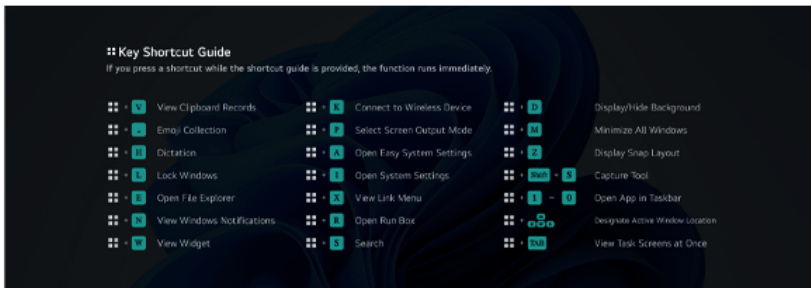 Key Shortcut Guide
If you press a shortcut while the shortcut guide is provided, the function runs immediately.
+ V View Clipboard Records
+ . Emoji Collection
+ H Dictation
+ L Lock Windows
+ E Open File Explorer
+ N View Windows Notifications
+ W View Widget
+ K Connect to Wireless Device
+ P Select Screen Output Mode
+ A Open Easy System Settings
+ I Open System Settings
+ X View Link Menu
+ R Open Run Box
+ S Search
+ D Display/Hide Background
+ M Minimize All Windows
+ Z Display Snap Layout
+ Shift + S Capture Tool
+ 1 ~ 0 Open App in Taskbar
+ Designate Active Window Location
+ TAB View Task Screens at Once